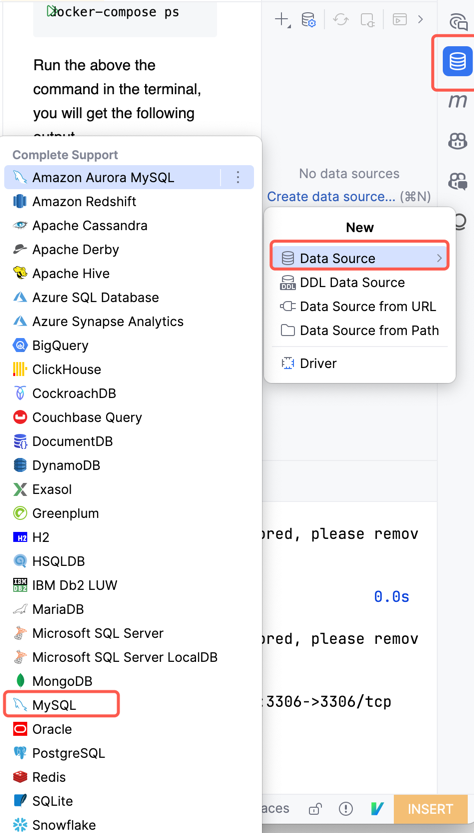 docker-compose ps
Run the above the
command in the terminal,
you will get the following
No data sources
Create data source... (⌘N)
New
Data Source
DDL Data Source
Data Source from URL
Data Source from Path
Driver
Complete Support
Amazon Aurora MySQL
Amazon Redshift
Apache Cassandra
Apache Derby
Apache Hive
Azure SQL Database
Azure Synapse Analytics
BigQuery
ClickHouse
CockroachDB
Couchbase Query
DocumentDB
DynamoDB
Exasol
Greenplum
H2
HSQLDB
IBM Db2 LUW
MariaDB
Microsoft SQL Server
Microsoft SQL Server LocalDB
MongoDB
MySQL
Oracle
PostgreSQL
Redis
SQLite
Snowflake
ored, please remov
0.0s
ored, please remov
:3306->3306/tcp
aces
INSERT